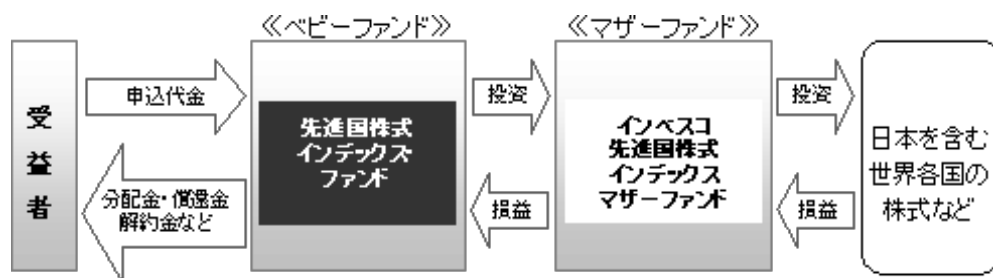 ≪ベビーファンド≫
≪マザーファンド≫
受益者
申込代金
分配金・償還金
解約金など
先進国株式
インデックス・
ファンド
投資
損益
インベスコ
先進国株式
インデックス
マザーファンド
投資
損益
日本を含む
世界各国の
株式など